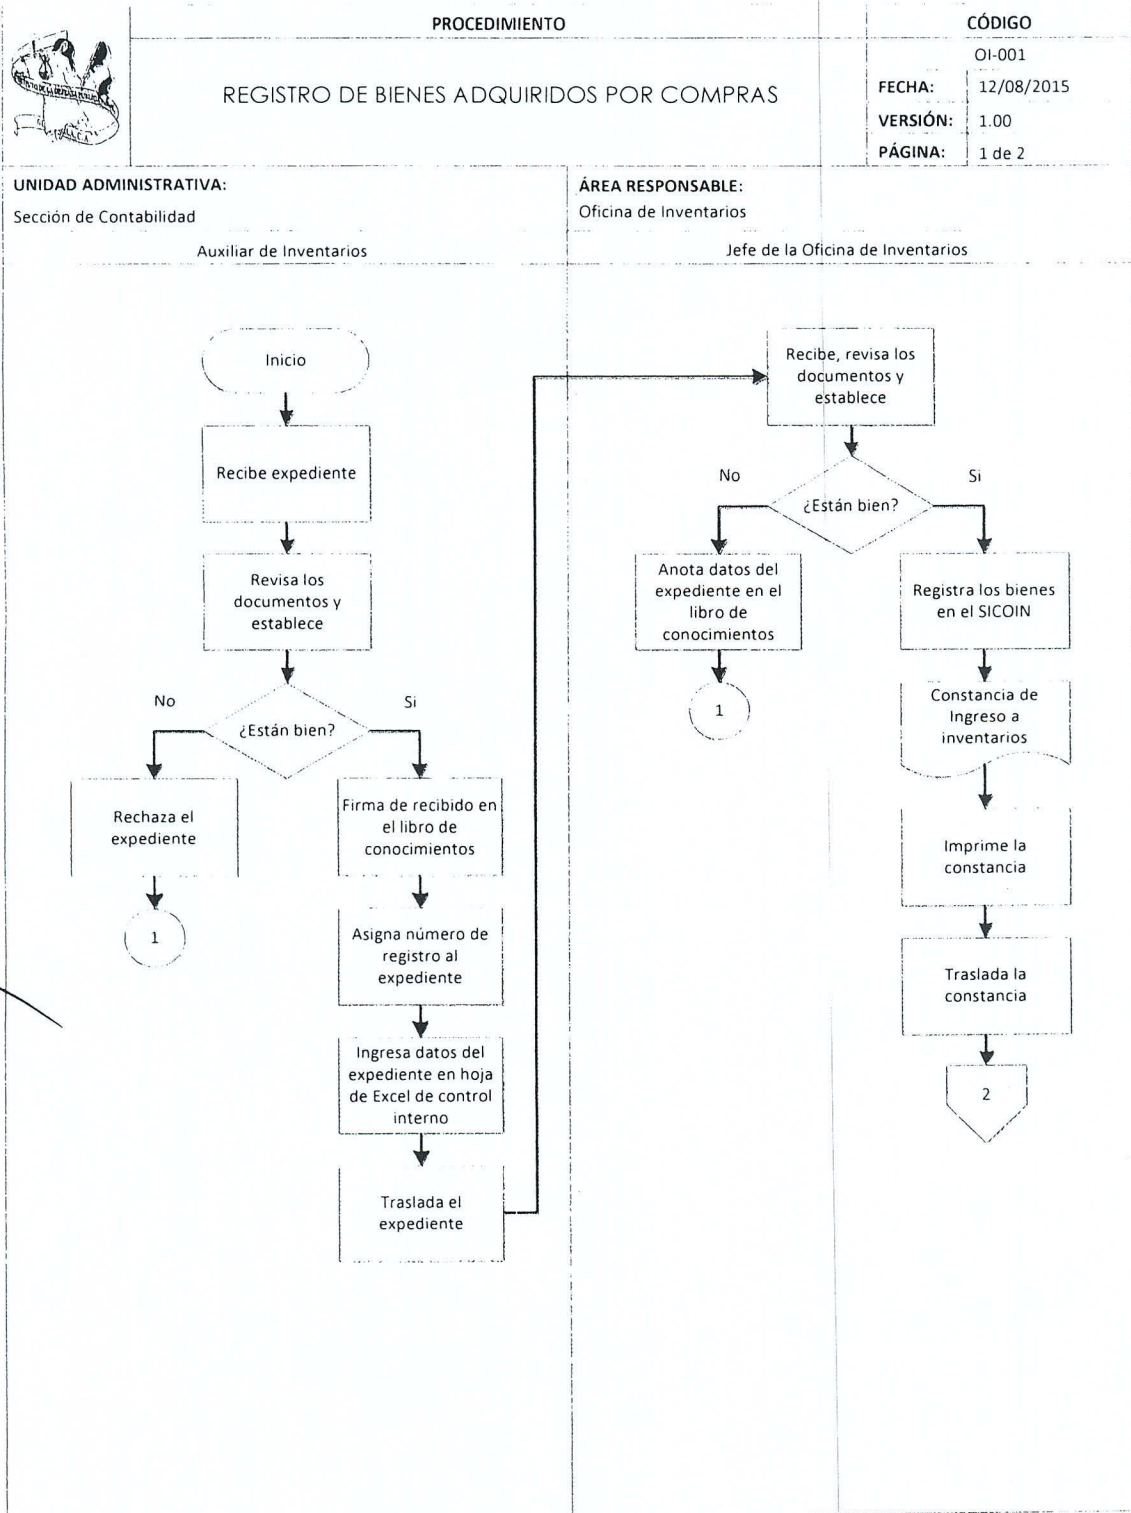 PROCEDIMIENTO
CÓDIGO
REGISTRO DE BIENES ADQUIRIDOS POR COMPRAS
OI-001
FECHA: 12/08/2015
VERSIÓN: 1.00
PÁGINA: 1 de 2
UNIDAD ADMINISTRATIVA:
Sección de Contabilidad
ÁREA RESPONSABLE:
Oficina de Inventarios
Auxiliar de Inventarios
Jefe de la Oficina de Inventarios
Inicio
Recibe expediente
Revisa los
documentos y
establece
¿Están bien?
No
Si
Rechaza el
expediente
1
Firma de recibido en
el libro de
conocimientos
Asigna número de
registro al
expediente
Ingresa datos del
expediente en hoja
de Excel de control
interno
Traslada el
expediente
Recibe, revisa los
documentos y
establece
¿Están bien?
No
Si
Anota datos del
expediente en el
libro de
conocimientos
1
Registra los bienes
en el SICOIN
Constancia de
Ingreso a
inventarios
Imprime la
constancia
Traslada la
constancia
2